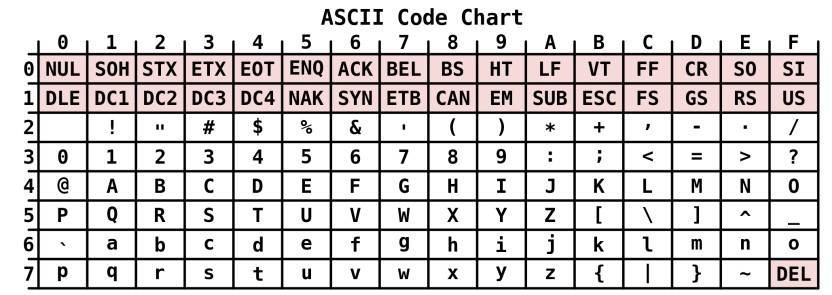 ASCII Code Chart
0 1 2 3 4 5 6 7 8 9 A B C D E F
0 NUL SOH STX ETX EOT ENQ ACK BEL BS HT LF VT FF CR SO SI
1 DLE DC1 DC2 DC3 DC4 NAK SYN ETB CAN EM SUB ESC FS GS RS US
2 ! " # $ % & ' ( ) * + , - . /
3 0 1 2 3 4 5 6 7 8 9 : ; < = > ?
4 @ A B C D E F G H I J K L M N O
5 P Q R S T U V W X Y Z [ \ ] ^ _
6 ` a b c d e f g h i j k l m n o
7 p q r s t u v w x y z { | } ~ DEL